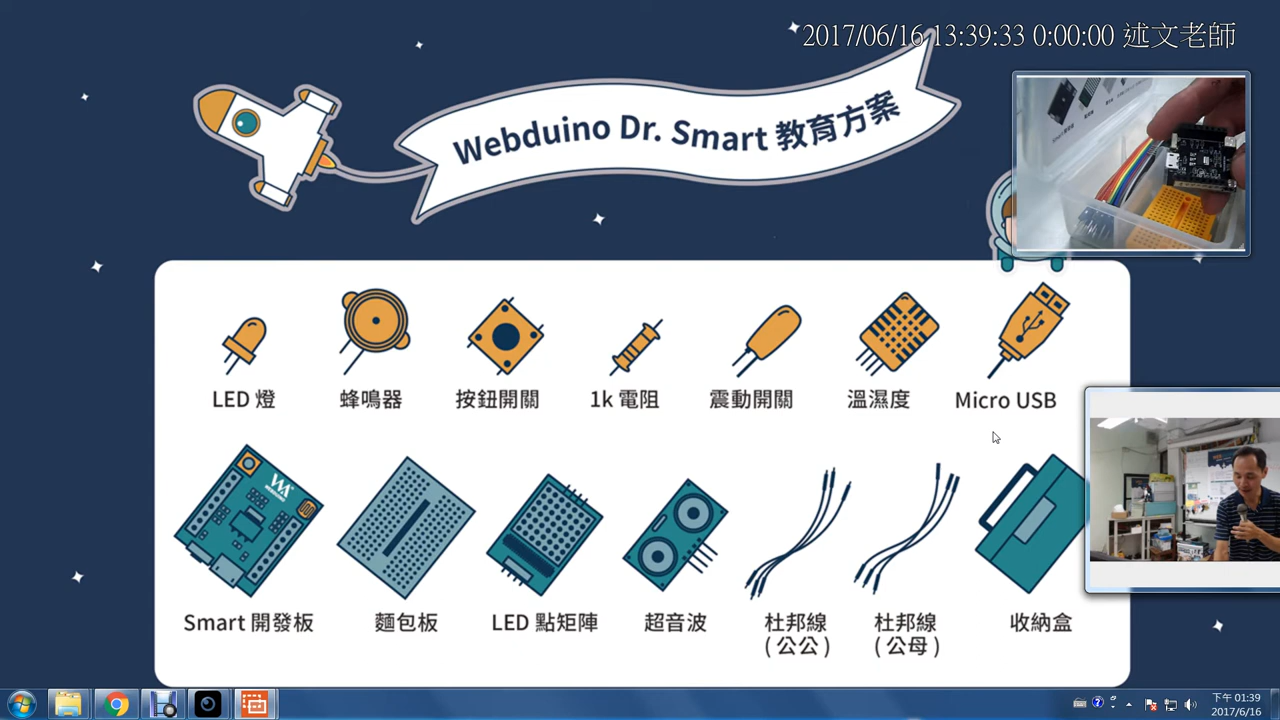 2017/06/16 13:39:33 0:00:00 述文老師
Webduino Dr. Smart 教育方案
LED 燈
蜂鳴器
按鈕開關
1k 電阻
震動開關
溫濕度
Micro USB
WEBDUINO
Smart 開發板
麵包板
LED 點矩陣
超音波
杜邦線
( 公公 )
杜邦線
( 公母 )
收納盒
下午 01:39
2017/6/16